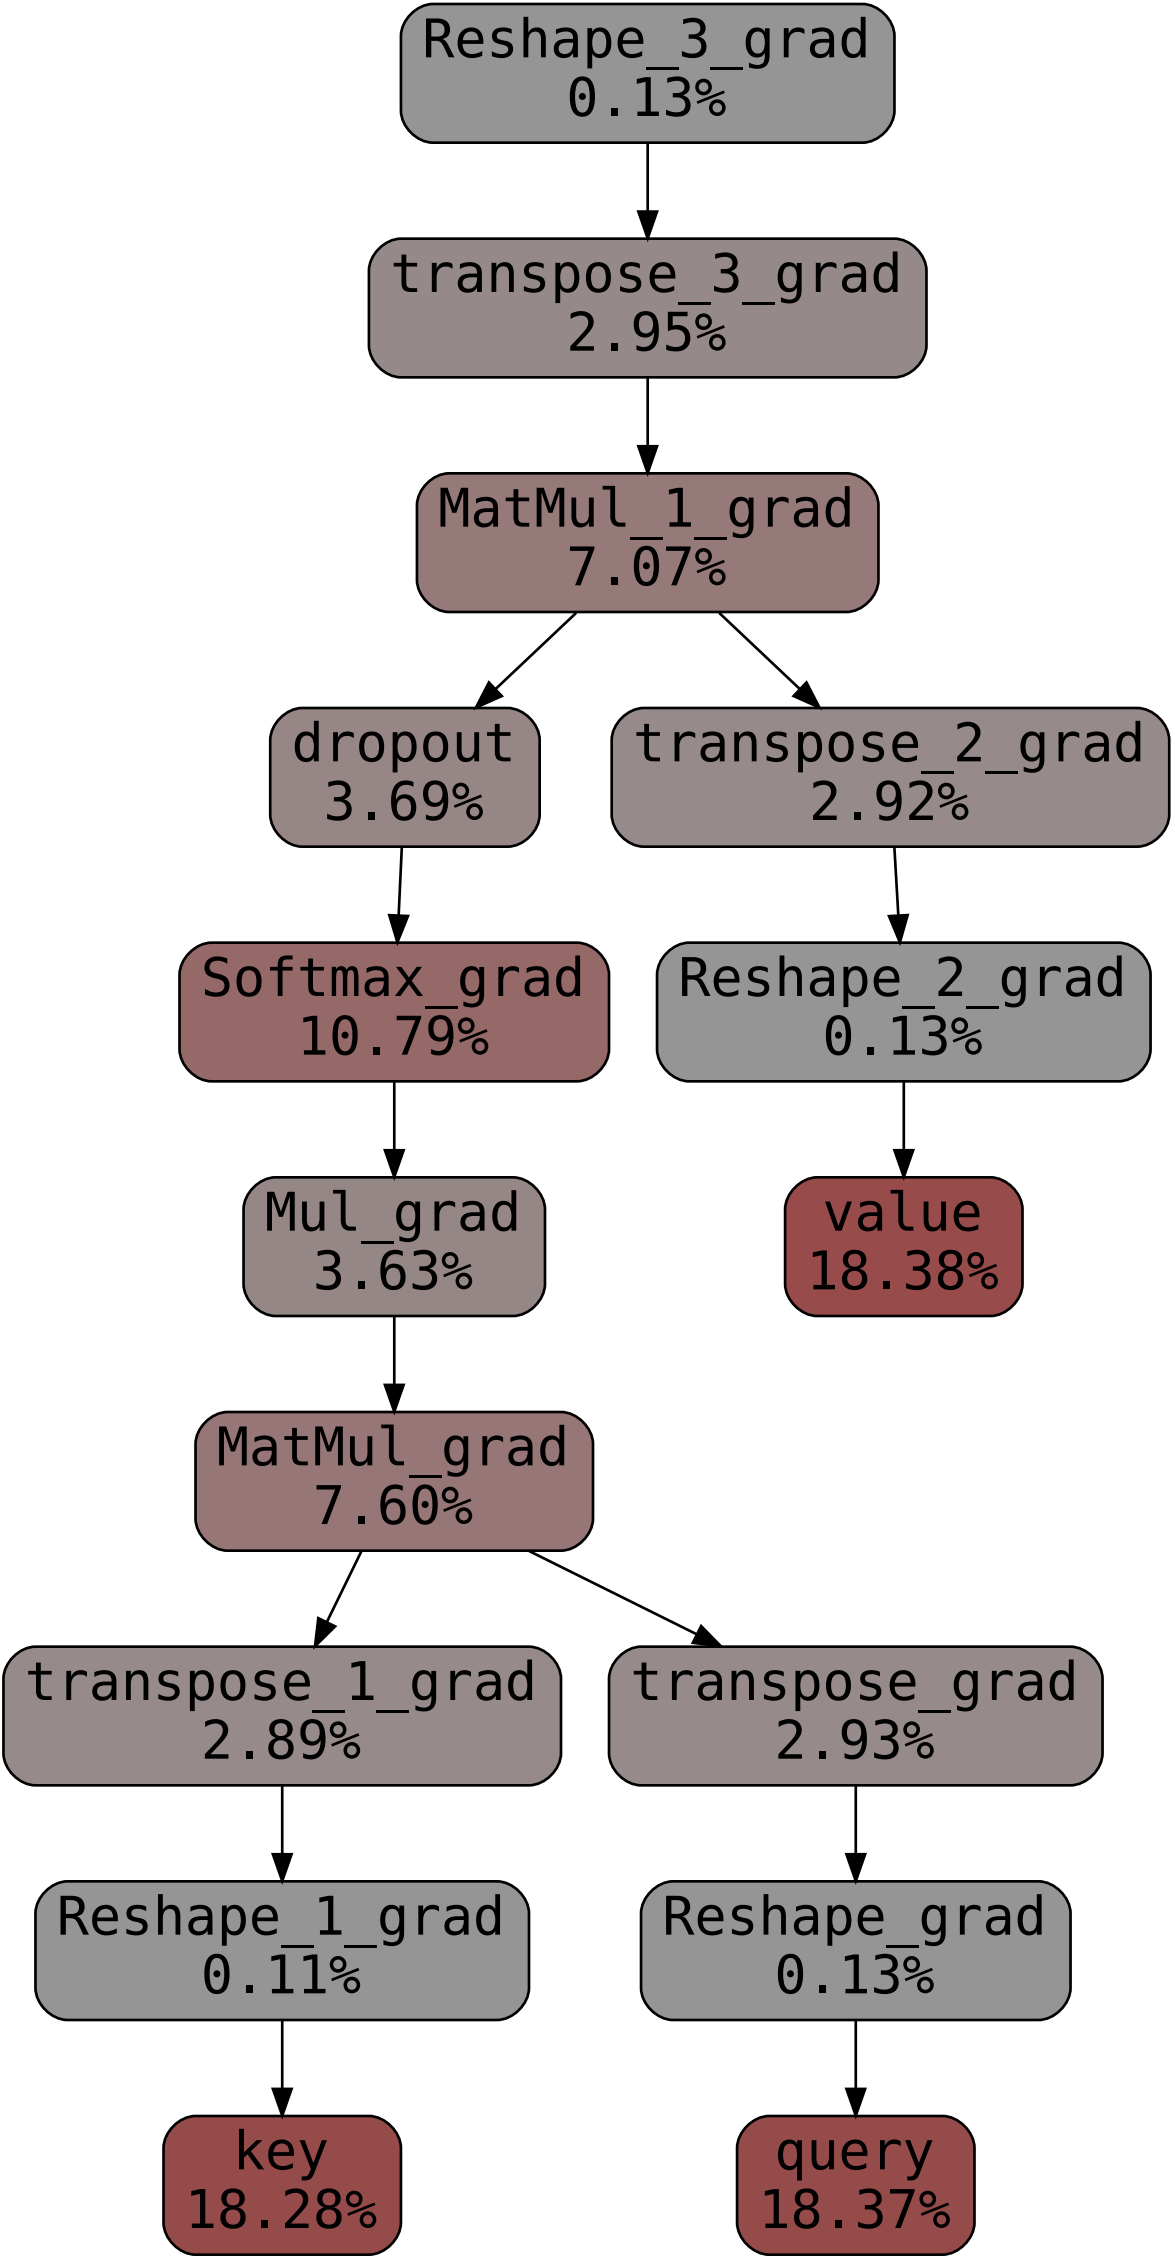 Reshape_3_grad
0.13%
transpose_3_grad
2.95%
MatMul_1_grad
7.07%
dropout
3.69%
transpose_2_grad
2.92%
Softmax_grad
10.79%
Reshape_2_grad
0.13%
Mul_grad
3.63%
value
18.38%
MatMul_grad
7.60%
transpose_1_grad
2.89%
transpose_grad
2.93%
Reshape_1_grad
0.11%
Reshape_grad
0.13%
key
18.28%
query
18.37%